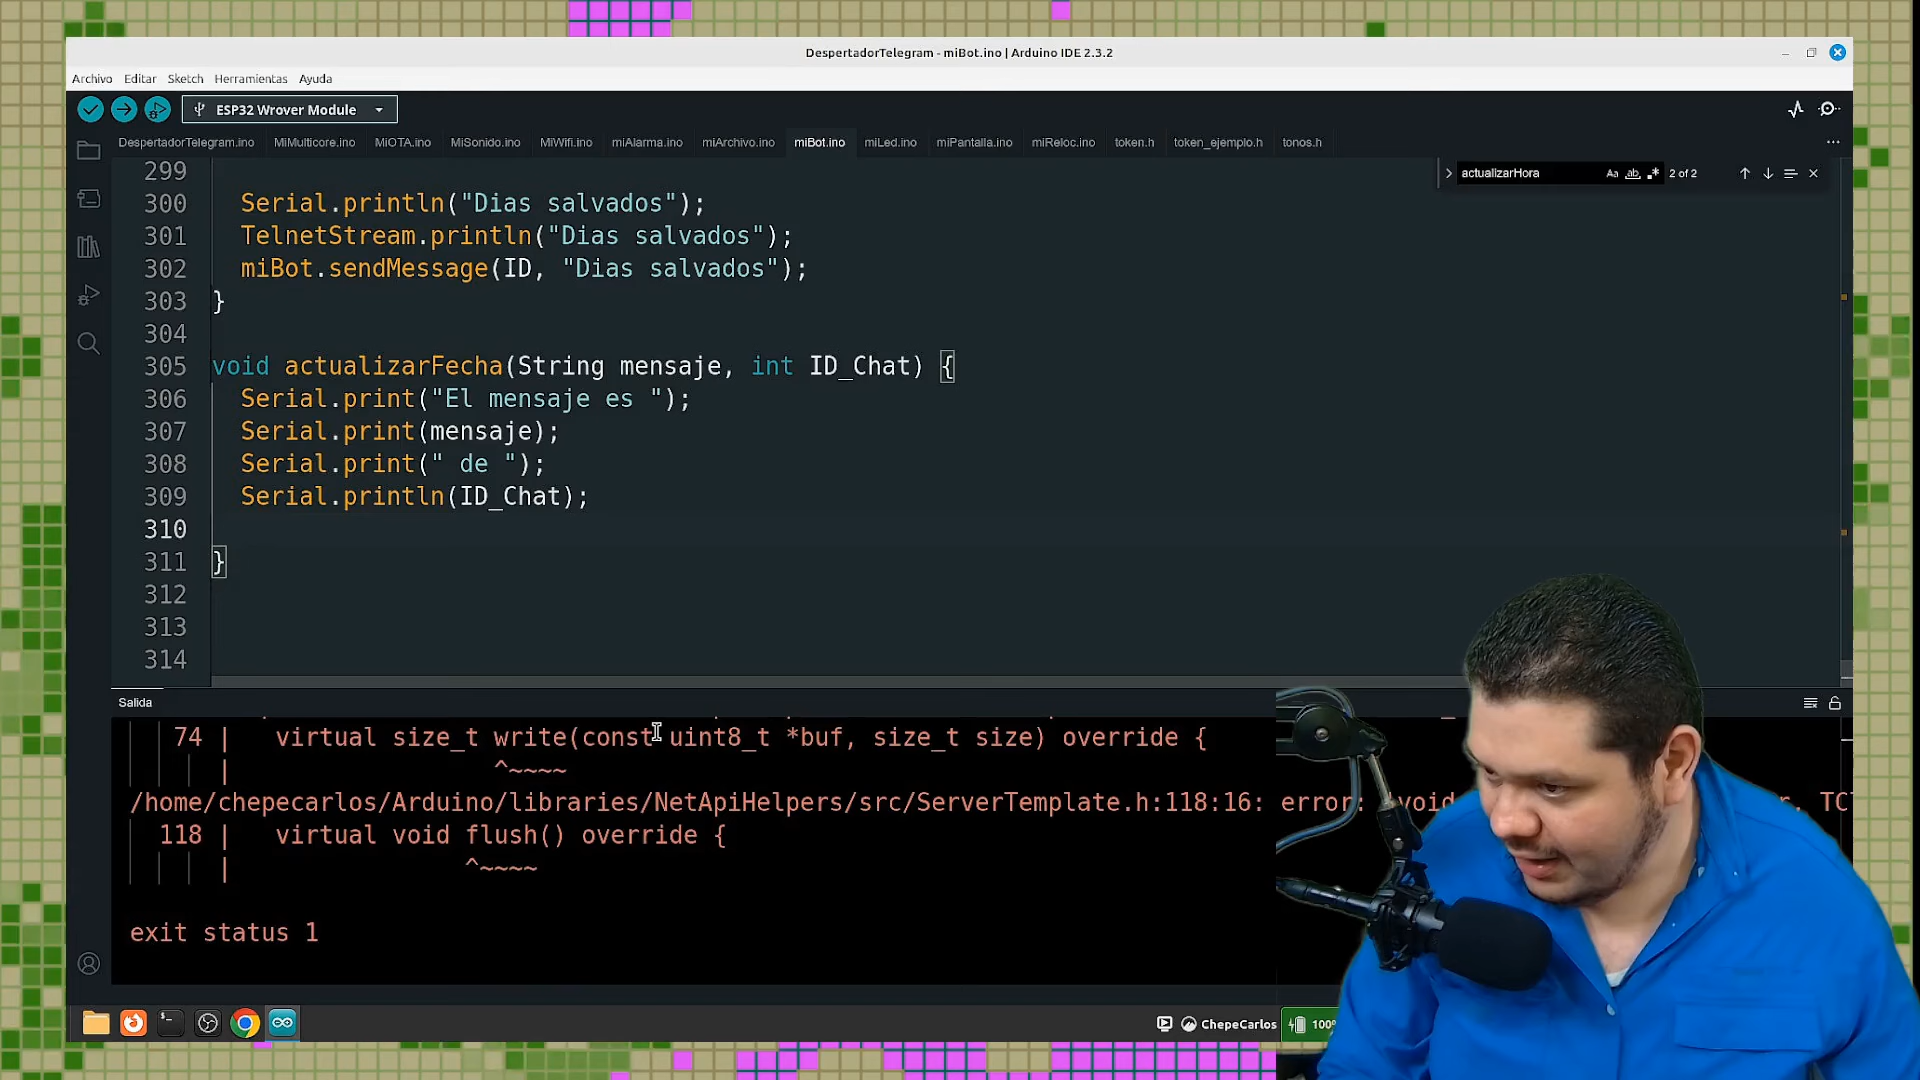 DespertadorTelegram - miBot.ino | Arduino IDE 2.3.2
Archivo Editar Sketch Herramientas Ayuda
ESP32 Wrover Module
DespertadorTelegram.ino MiMulticore.ino MiOTA.ino MiSonido.ino MiWifi.ino miAlarma.ino miArchivo.ino miBot.ino miLed.ino miPantalla.ino miReloc.ino token.h token_ejemplo.h tonos.h
actualizarHora Aa ab .* 2 of 2
299
300 Serial.println("Dias salvados");
301 TelnetStream.println("Dias salvados");
302 miBot.sendMessage(ID, "Dias salvados");
303 }
304
305 void actualizarFecha(String mensaje, int ID_Chat) {
306 Serial.print("El mensaje es ");
307 Serial.print(mensaje);
308 Serial.print(" de ");
309 Serial.println(ID_Chat);
310
311 }
312
313
314
Salida
74 | virtual size_t write(const uint8_t *buf, size_t size) override {
| ^~~~~
/home/chepecarlos/Arduino/libraries/NetApiHelpers/src/ServerTemplate.h:118:16: error: 'void
118 | virtual void flush() override {
| ^~~~~
exit status 1
ChepeCarlos 100%